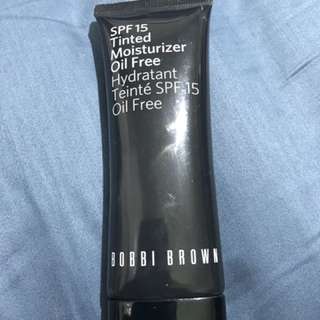 SPF 15
Tinted
Moisturizer
Oil Free
Hydratant
Teinté SPF 15
Oil Free
BOBBI BROWN